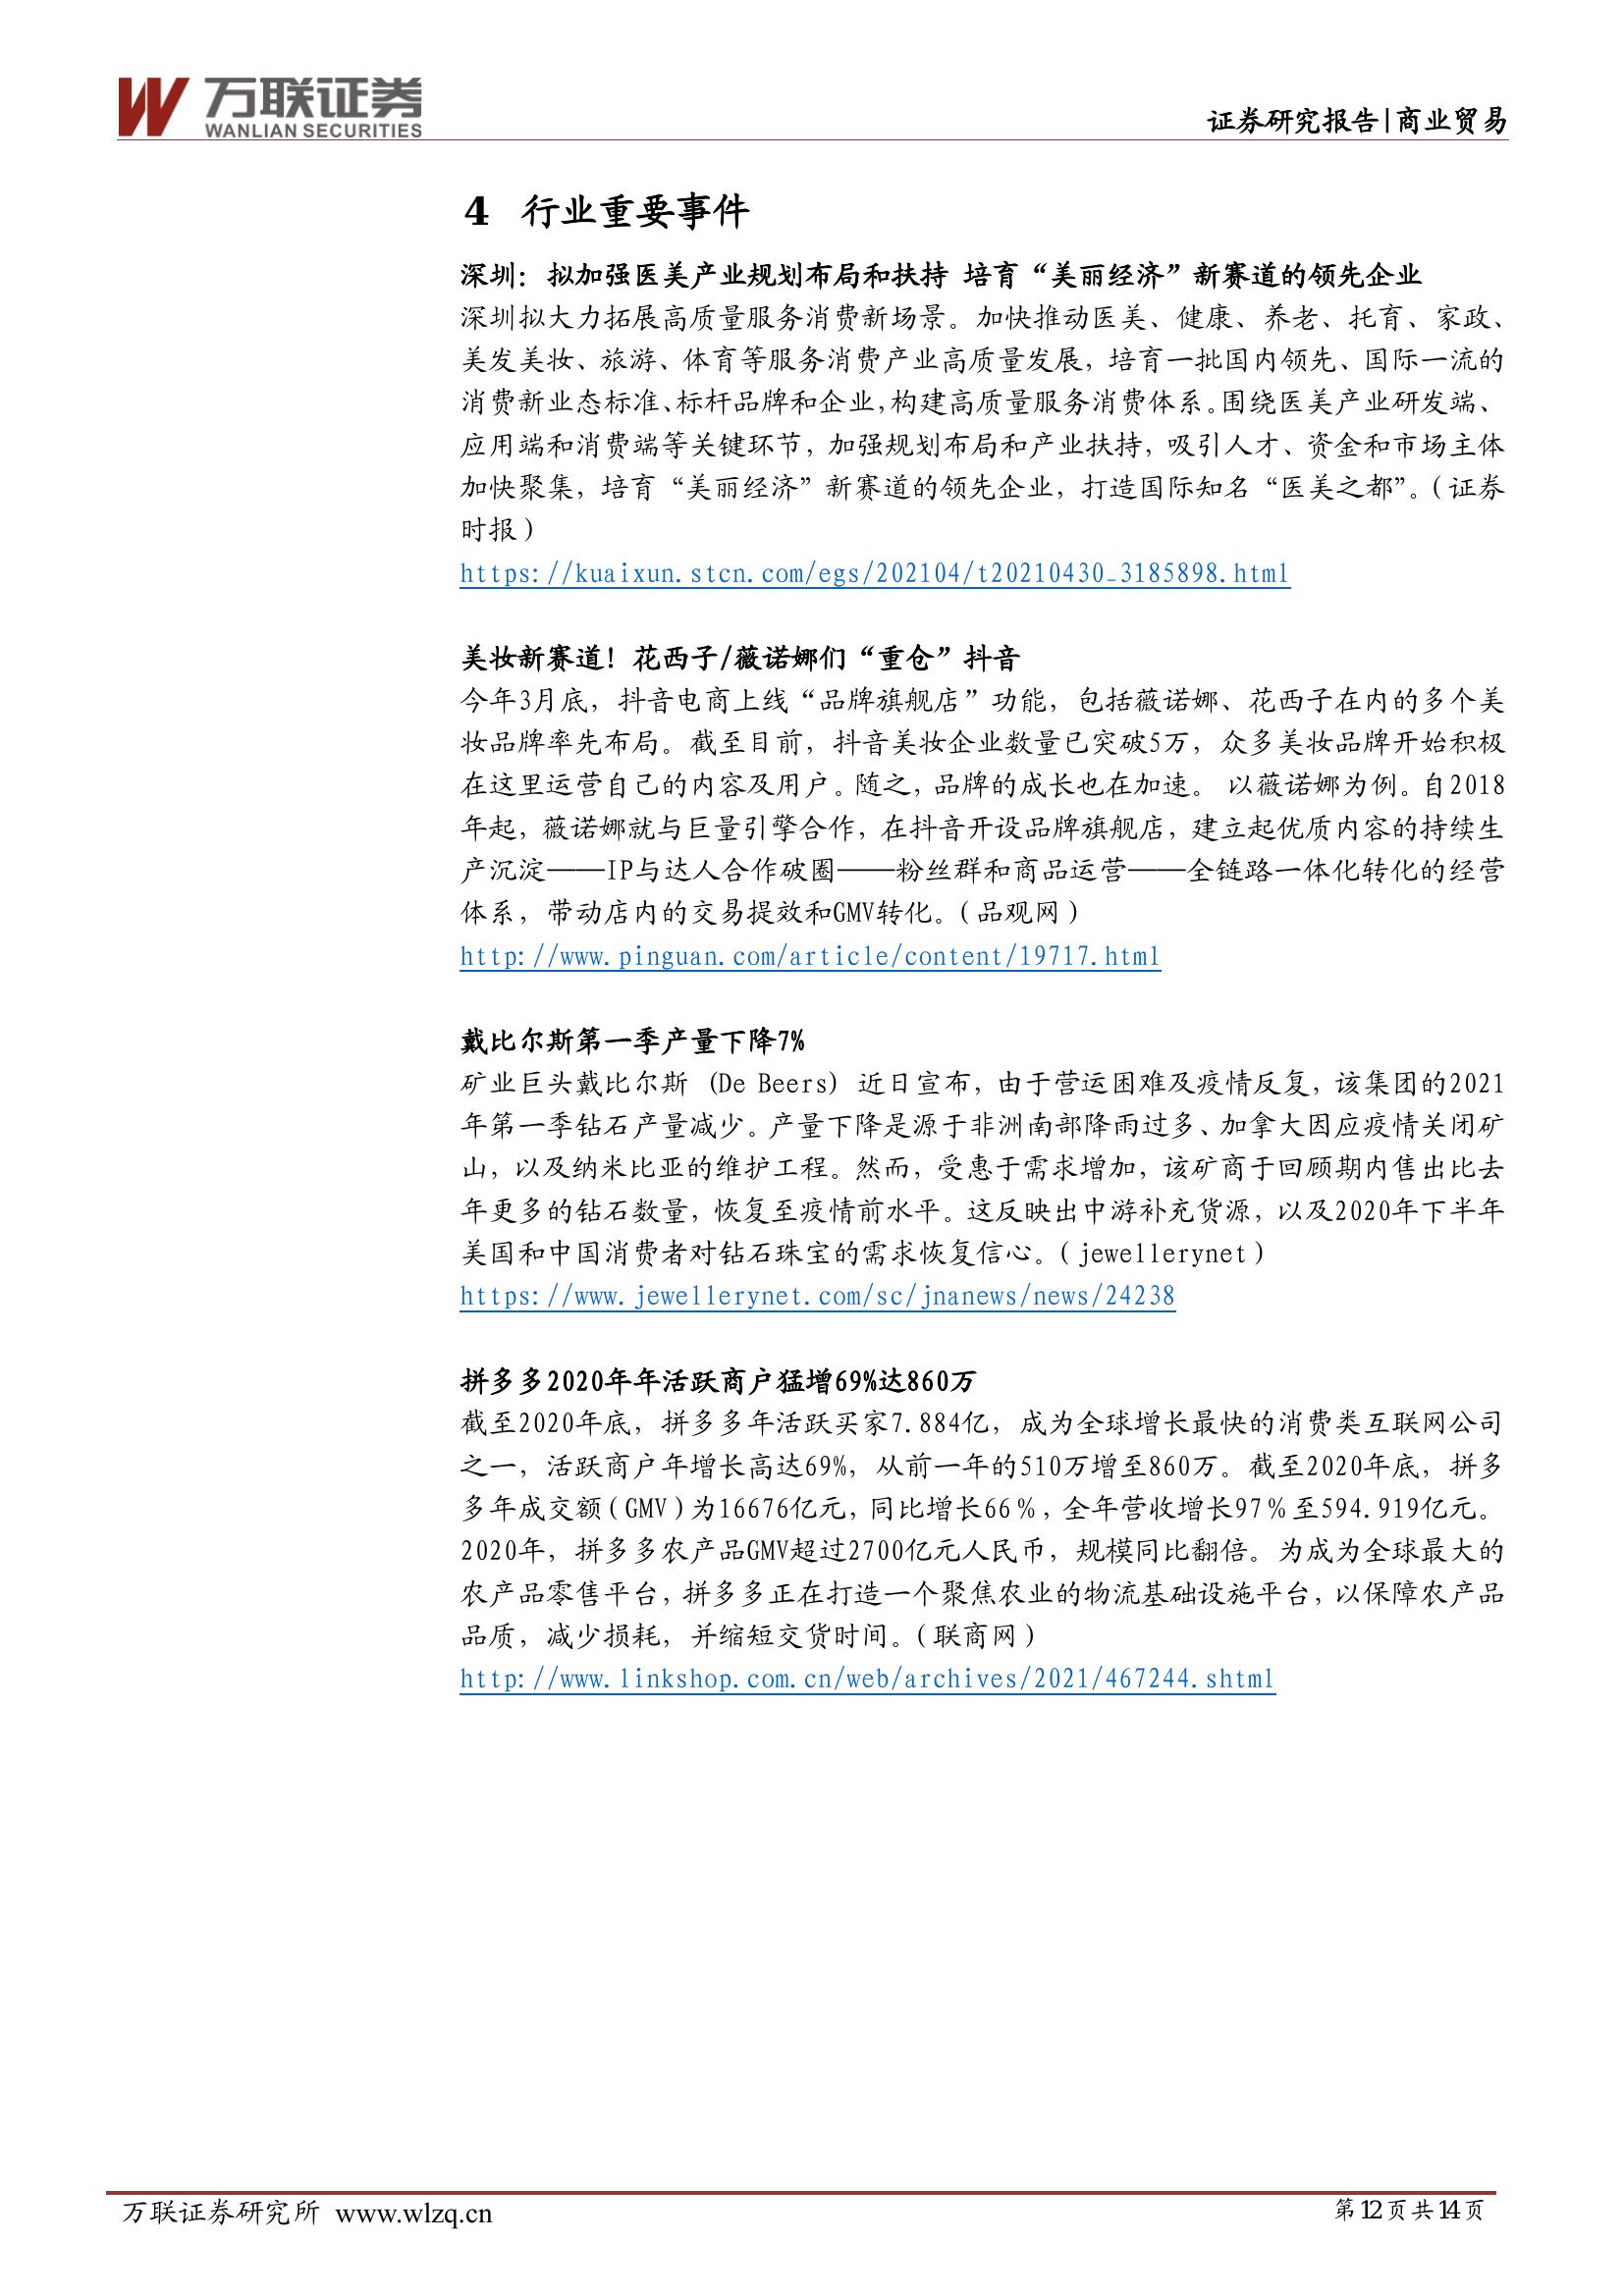 万联证券
WANLIAN SECURITIES
证券研究报告|商业贸易
4 行业重要事件
深圳：拟加强医美产业规划布局和扶持 培育“美丽经济”新赛道的领先企业
深圳拟大力拓展高质量服务消费新场景。加快推动医美、健康、养老、托育、家政、
美发美妆、旅游、体育等服务消费产业高质量发展，培育一批国内领先、国际一流的
消费新业态标准、标杆品牌和企业，构建高质量服务消费体系。围绕医美产业研发端、
应用端和消费端等关键环节，加强规划布局和产业扶持，吸引人才、资金和市场主体
加快聚集，培育“美丽经济”新赛道的领先企业，打造国际知名“医美之都”。（证券
时报）
https://kuaixun.stcn.com/egs/202104/t20210430_3185898.html
美妆新赛道！花西子/薇诺娜们“重仓”抖音
今年3月底，抖音电商上线“品牌旗舰店”功能，包括薇诺娜、花西子在内的多个美
妆品牌率先布局。截至目前，抖音美妆企业数量已突破5万，众多美妆品牌开始积极
在这里运营自己的内容及用户。随之，品牌的成长也在加速。 以薇诺娜为例。自2018
年起，薇诺娜就与巨量引擎合作，在抖音开设品牌旗舰店，建立起优质内容的持续生
产沉淀——IP与达人合作破圈——粉丝群和商品运营——全链路一体化转化的经营
体系，带动店内的交易提效和GMV转化。（品观网）
http://www.pinguan.com/article/content/19717.html
戴比尔斯第一季产量下降7%
矿业巨头戴比尔斯 (De Beers) 近日宣布，由于营运困难及疫情反复，该集团的2021
年第一季钻石产量减少。产量下降是源于非洲南部降雨过多、加拿大因应疫情关闭矿
山，以及纳米比亚的维护工程。然而，受惠于需求增加，该矿商于回顾期内售出比去
年更多的钻石数量，恢复至疫情前水平。这反映出中游补充货源，以及2020年下半年
美国和中国消费者对钻石珠宝的需求恢复信心。（jewellerynet）
https://www.jewellerynet.com/sc/jnanews/news/24238
拼多多2020年年活跃商户猛增69%达860万
截至2020年底，拼多多年活跃买家7.884亿，成为全球增长最快的消费类互联网公司
之一，活跃商户年增长高达69%，从前一年的510万增至860万。截至2020年底，拼多
多年成交额（GMV）为16676亿元，同比增长66％，全年营收增长97％至594.919亿元。
2020年，拼多多农产品GMV超过2700亿元人民币，规模同比翻倍。为成为全球最大的
农产品零售平台，拼多多正在打造一个聚焦农业的物流基础设施平台，以保障农产品
品质，减少损耗，并缩短交货时间。（联商网）
http://www.linkshop.com.cn/web/archives/2021/467244.shtml
万联证券研究所 www.wlzq.cn
第12页共14页